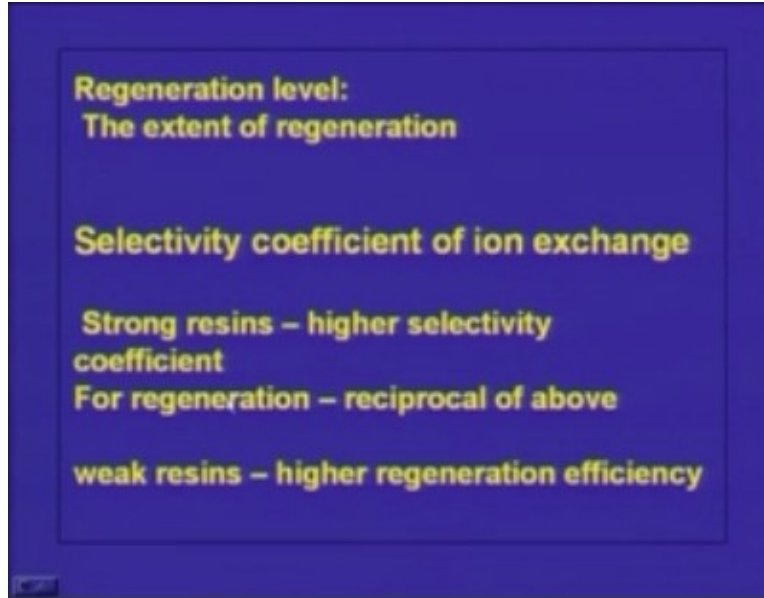 Regeneration level:
The extent of regeneration
Selectivity coefficient of ion exchange
Strong resins – higher selectivity
coefficient
For regeneration – reciprocal of above
weak resins – higher regeneration efficiency